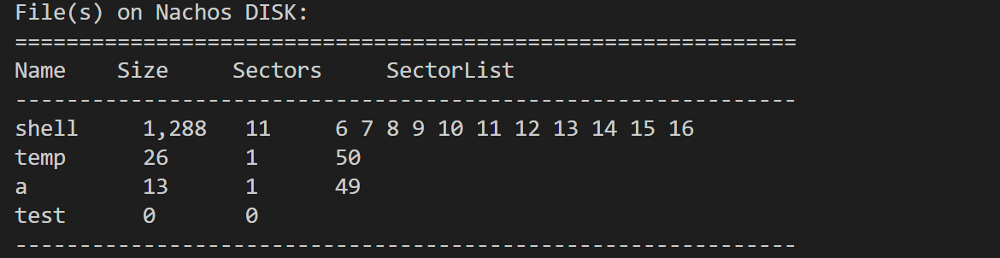 File(s) on Nachos DISK:
=============================================================
Name    Size     Sectors     SectorList
-------------------------------------------------------------
shell     1,288   11     6 7 8 9 10 11 12 13 14 15 16
temp      26      1      50
a         13      1      49
test      0       0
-------------------------------------------------------------